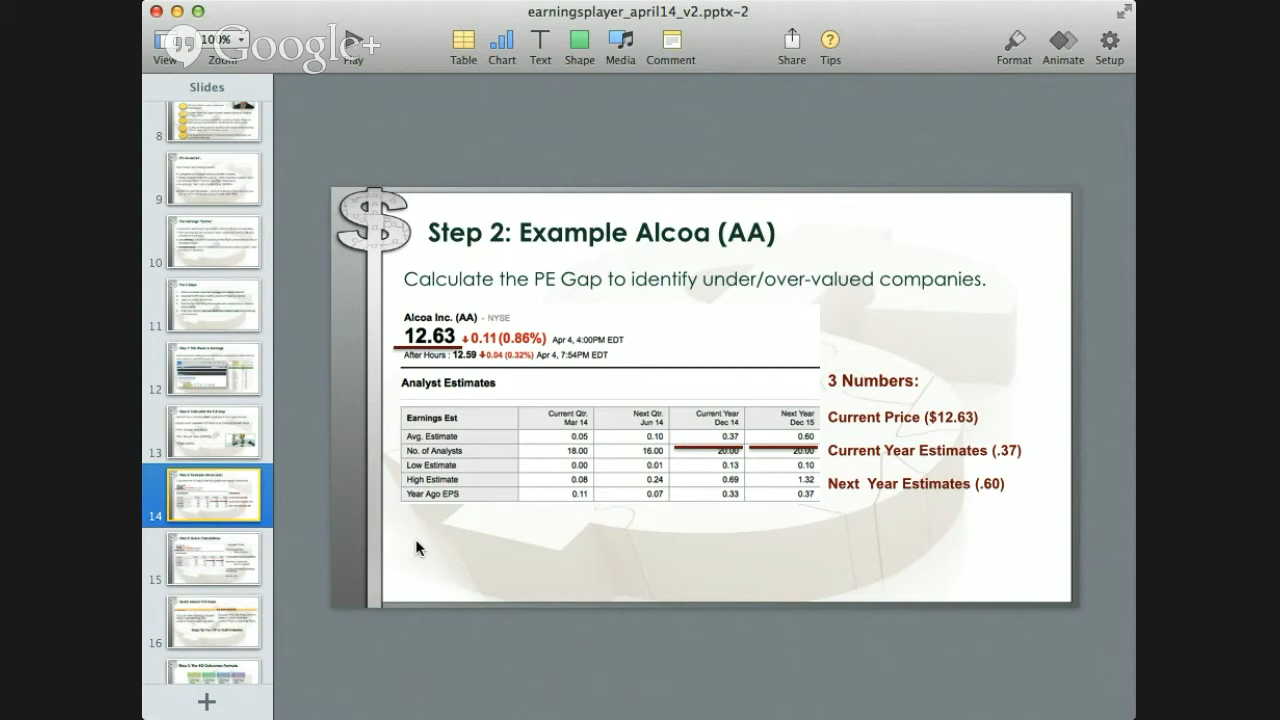 earningsplayer_april14_v2.pptx-2
Google+
View
100%
Zoom
Play
Table
Chart
Text
Shape
Media
Comment
Share
Tips
Format
Animate
Setup
Slides
8
9
10
11
12
13
14
15
16
Step 2: Example Alcoa (AA)
Calculate the PE Gap to identify under/over-valued companies.
Alcoa Inc. (AA) - NYSE
12.63 0.11(0.86%) Apr 4, 4:00PM EDT
After Hours : 12.59 0.04 (0.32%) Apr 4, 7:54PM EDT
Analyst Estimates
Earnings Est Current Qtr. Mar 14 Next Qtr. Jun 14 Current Year Dec 14 Next Year Dec 15
Avg. Estimate 0.05 0.10 0.37 0.60
No. of Analysts 18.00 16.00 20.00 20.00
Low Estimate 0.00 0.01 0.13 0.10
High Estimate 0.08 0.24 0.69 1.32
Year Ago EPS 0.11 0.07 0.33 0.37
3 Numbers:
Current Price ($12.63)
Current Year Estimates (.37)
Next Year Estimates (.60)